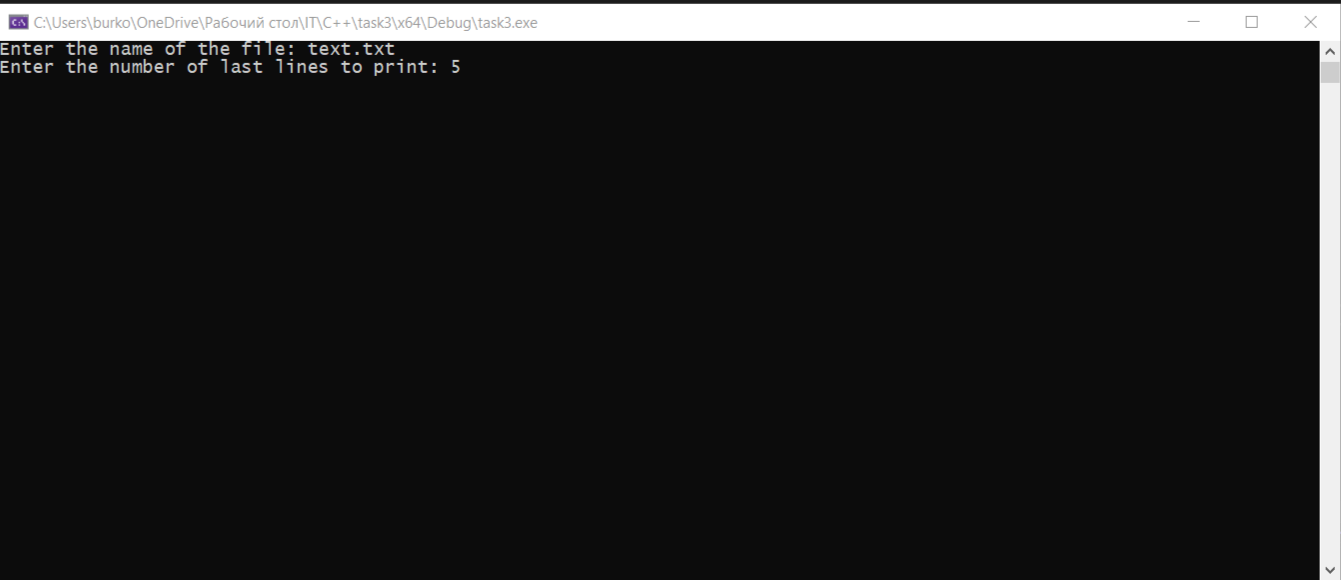 C:\Users\burko\OneDrive\Рабочий стол\IT\C++\task3\x64\Debug\task3.exe
Enter the name of the file: text.txt
Enter the number of last lines to print: 5